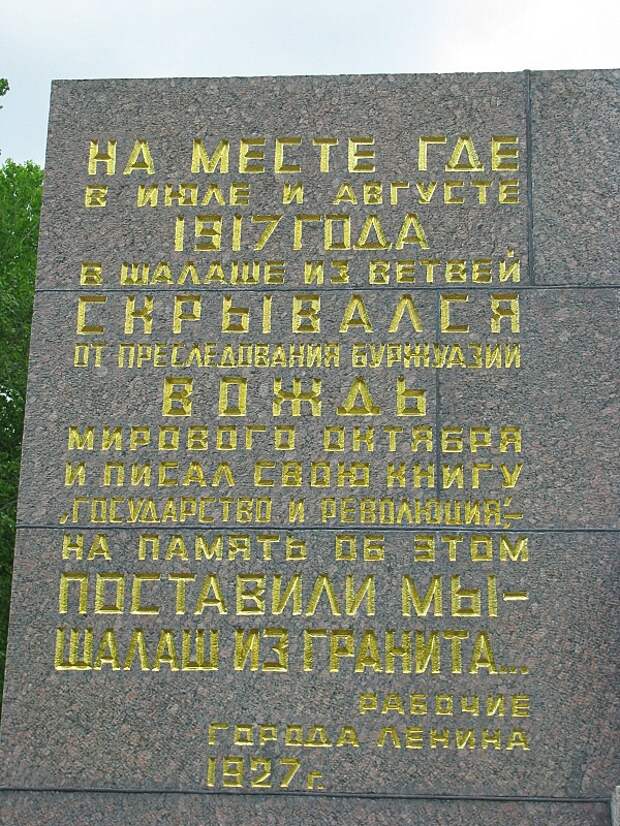 НА МЕСТЕ ГДЕ
В ИЮЛЕ И АВГУСТЕ
1917 ГОДА
В ШАЛАШЕ ИЗ ВЕТВЕЙ
СКРЫВАЛСЯ
ОТ ПРЕСЛЕДОВАНИЯ БУРЖУАЗИИ
ВОЖДЬ
МИРОВОГО ОКТЯБРЯ
И ПИСАЛ СВОЮ КНИГУ
„ГОСУДАРСТВО И РЕВОЛЮЦИЯ",–
НА ПАМЯТЬ ОБ ЭТОМ
ПОСТАВИЛИ МЫ–
ШАЛАШ ИЗ ГРАНИТА...
РАБОЧИЕ
ГОРОДА ЛЕНИНА
1927 г.